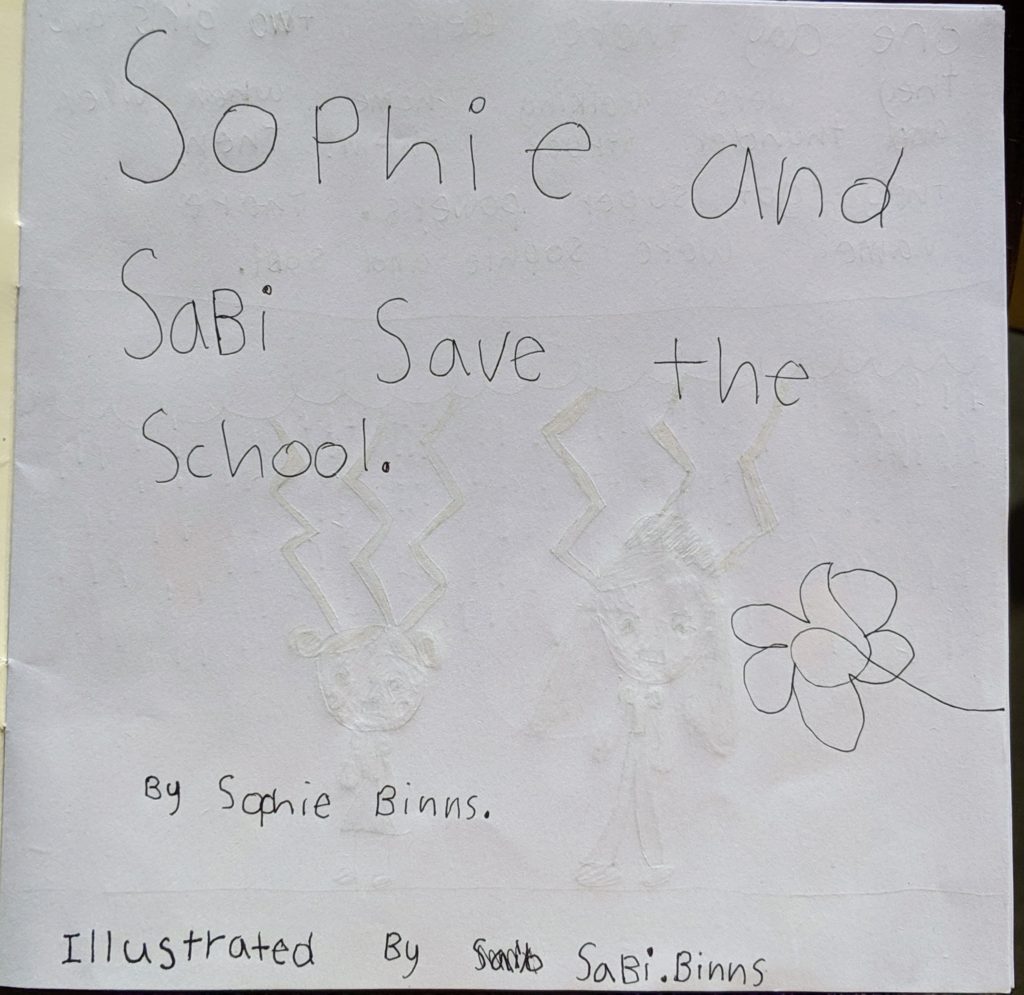 Sophie and
SaBi Save the
School.
By Sophie Binns.
Illustrated By SaBi.Binns